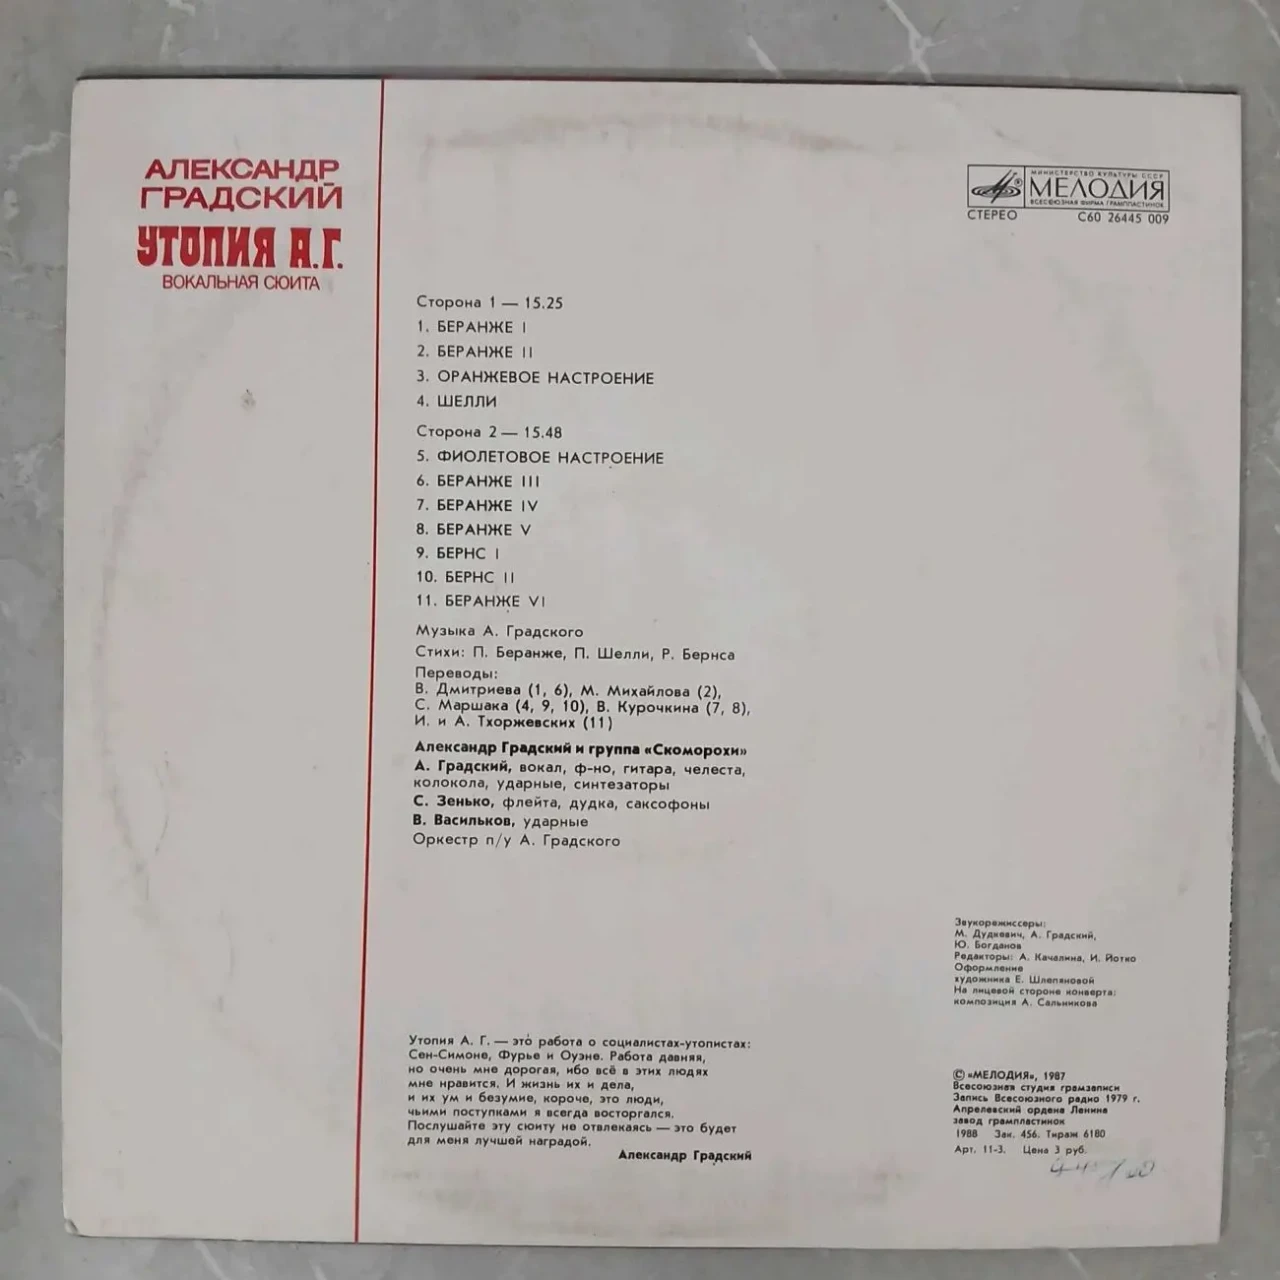 АЛЕКСАНДР
ГРАДСКИЙ
УТОПИЯ А.Г.
ВОКАЛЬНАЯ СЮИТА
МИНИСТЕРСТВО КУЛЬТУРЫ СССР
МЕЛОДИЯ
ВСЕСОЮЗНАЯ ФИРМА ГРАМПЛАСТИНОК
СТЕРЕО С60 26445 009
Сторона 1 — 15.25
1. БЕРАНЖЕ I
2. БЕРАНЖЕ II
3. ОРАНЖЕВОЕ НАСТРОЕНИЕ
4. ШЕЛЛИ
Сторона 2 — 15.48
5. ФИОЛЕТОВОЕ НАСТРОЕНИЕ
6. БЕРАНЖЕ III
7. БЕРАНЖЕ IV
8. БЕРАНЖЕ V
9. БЕРНС I
10. БЕРНС II
11. БЕРАНЖЕ VI
Музыка А. Градского
Стихи: П. Беранже, П. Шелли, Р. Бернса
Переводы:
В. Дмитриева (1, 6), М. Михайлова (2),
С. Маршака (4, 9, 10), В. Курочкина (7, 8),
И. и А. Тхоржевских (11)
Александр Градский и группа «Скоморохи»
А. Градский, вокал, ф-но, гитара, челеста,
колокола, ударные, синтезаторы
С. Зенько, флейта, дудка, саксофоны
В. Васильков, ударные
Оркестр п/у А. Градского
Звукорежиссеры:
М. Дудкевич, А. Градский,
Ю. Богданов
Редакторы: А. Качалина, И. Йотко
Оформление
художника Е. Шлепяновой
На лицевой стороне конверта:
композиция А. Сальникова
Утопия А. Г. — это работа о социалистах-утопистах:
Сен-Симоне, Фурье и Оуэне. Работа давняя,
но очень мне дорогая, ибо всё в этих людях
мне нравится. И жизнь их и дела,
и их ум и безумие, короче, это люди,
чьими поступками я всегда восторгался.
Послушайте эту сюиту не отвлекаясь — это будет
для меня лучшей наградой.
Александр Градский
© «МЕЛОДИЯ», 1987
Всесоюзная студия грамзаписи
Запись Всесоюзного радио 1979 г.
Апрелевский ордена Ленина
завод грампластинок
1988 Зак. 456. Тираж 6180
Арт. 11-3. Цена 3 руб.